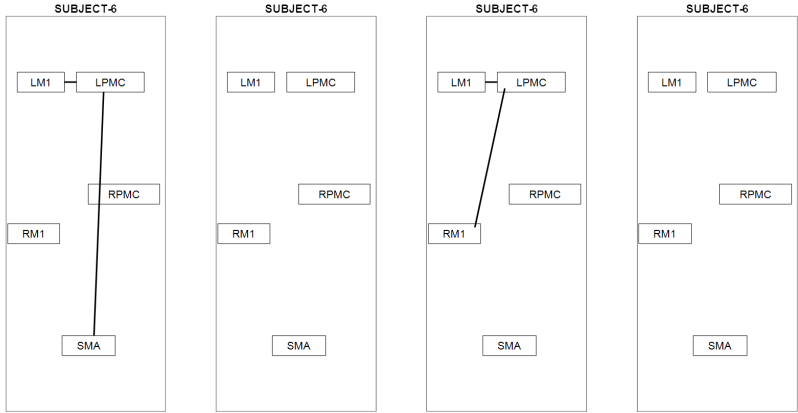 SUBJECT-6 SUBJECT-6 SUBJECT-6 SUBJECT-6
LM1 LPMC LM1 LPMC LM1 LPMC LM1 LPMC
RPMC RPMC RPMC RPMC
RM1 RM1 RM1 RM1
SMA SMA SMA SMA